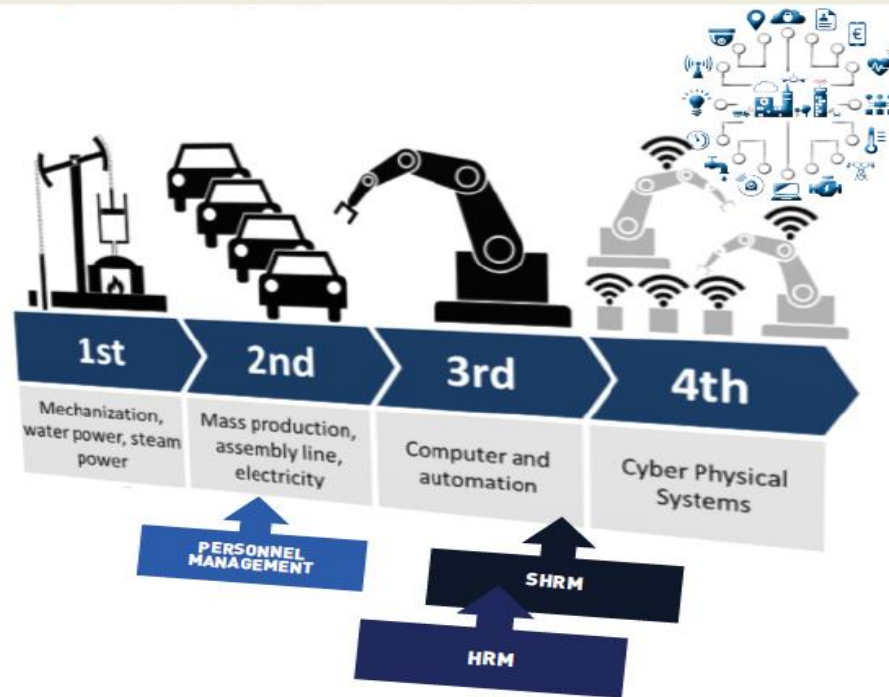 1st
2nd
3rd
4th
Mechanization,
water power, steam
power
Mass production,
assembly line,
electricity
Computer and
automation
Cyber Physical
Systems
PERSONNEL
MANAGEMENT
SHRM
HRM